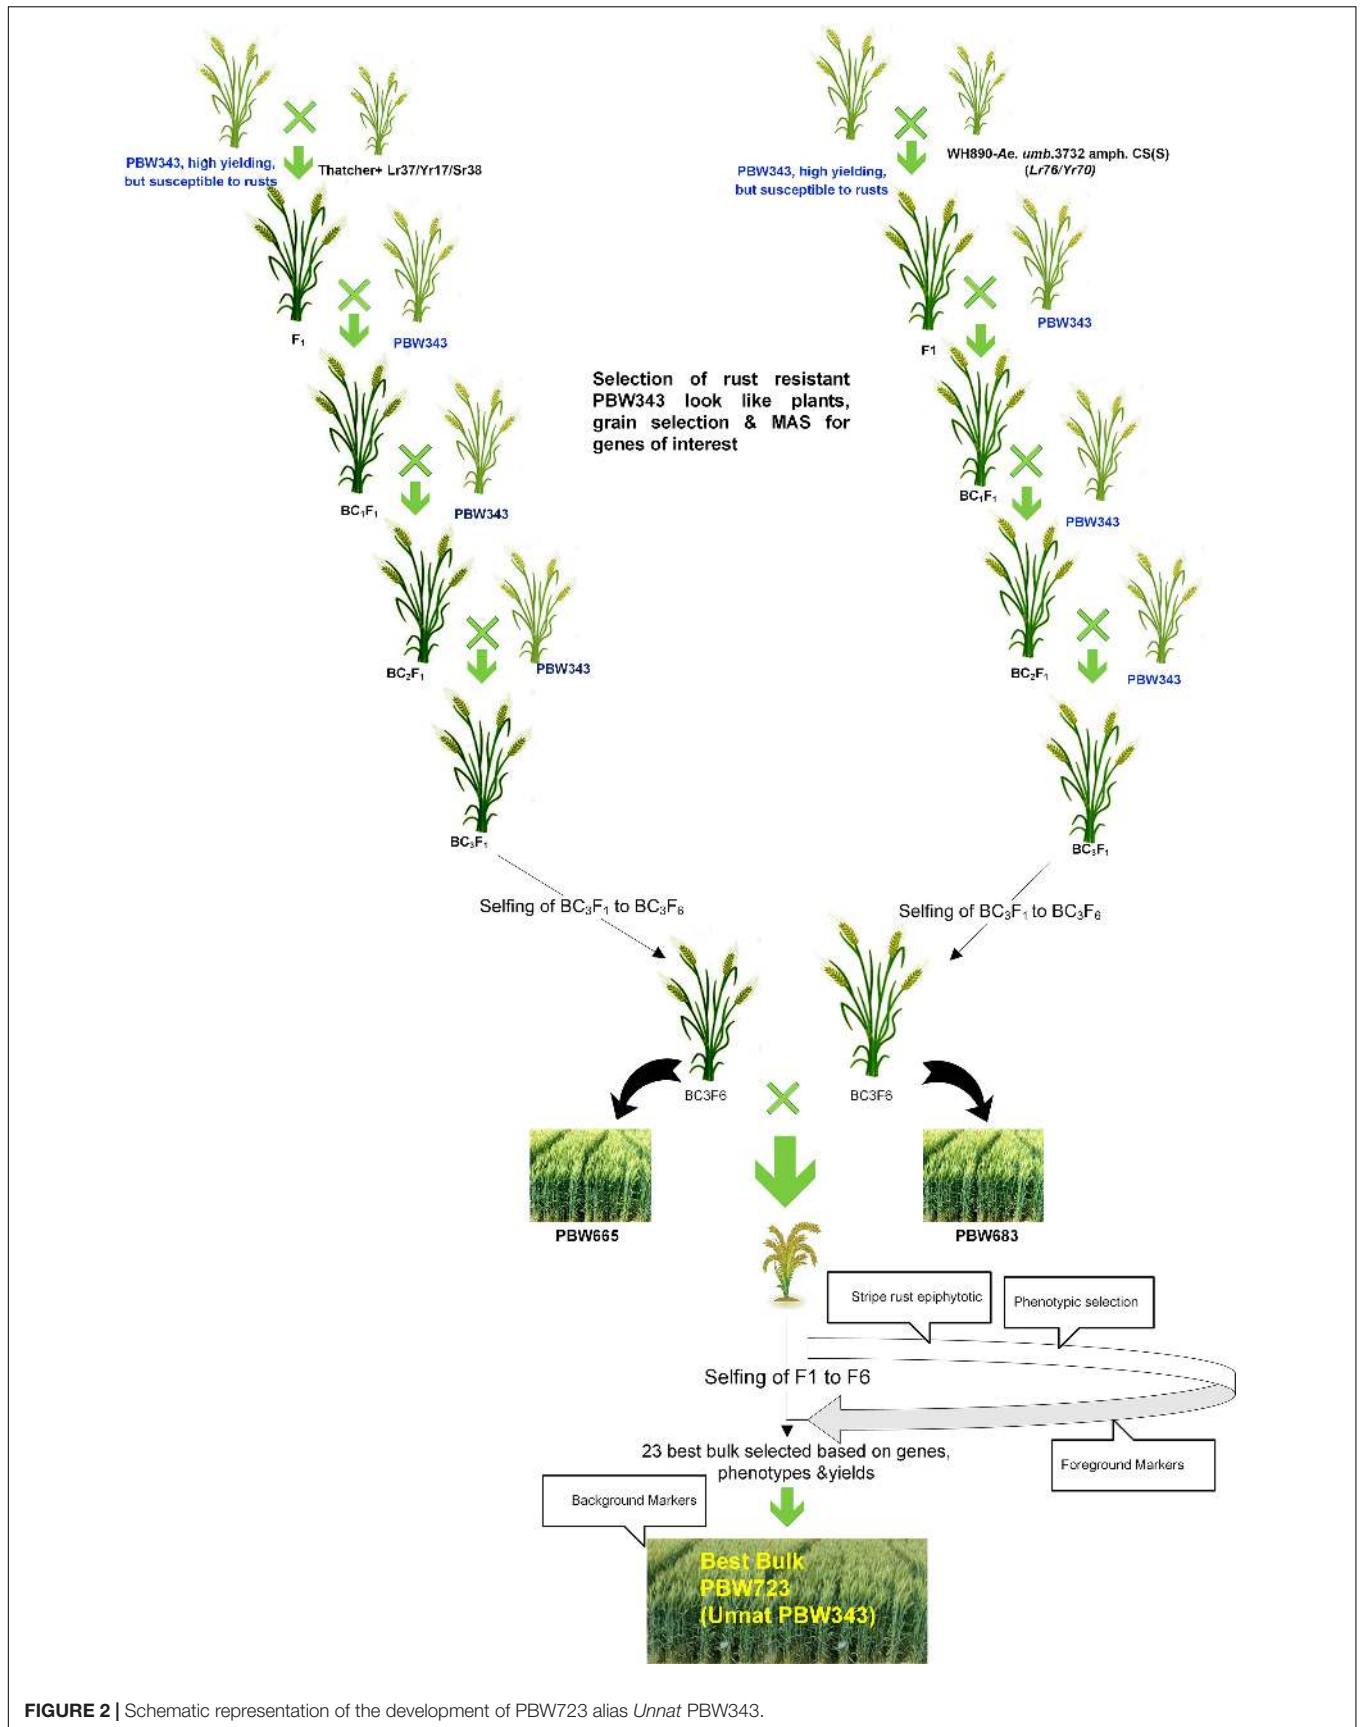 PBW343, high yielding,
but susceptible to rusts
Thatcher+ Lr37/Yr17/Sr38
PBW343, high yielding,
but susceptible to rusts
WH890-Ae. umb.3732 amph. CS(S)
(Lr76/Yr70)
F₁
PBW343
F1
PBW343
Selection of rust resistant
PBW343 look like plants,
grain selection & MAS for
genes of interest
BC₁F₁
PBW343
BC₁F₁
PBW343
BC₂F₁
PBW343
BC₂F₁
PBW343
BC₃F₁
BC₃F₁
Selfing of BC₃F₁ to BC₃F₆
Selfing of BC₃F₁ to BC₃F₆
BC3F6
BC3F6
PBW665
PBW683
Stripe rust epiphytotic
Phenotypic selection
Selfing of F1 to F6
23 best bulk selected based on genes,
phenotypes &yields
Foreground Markers
Background Markers
Best Bulk
PBW723
(Unnat PBW343)
FIGURE 2 | Schematic representation of the development of PBW723 alias Unnat PBW343.